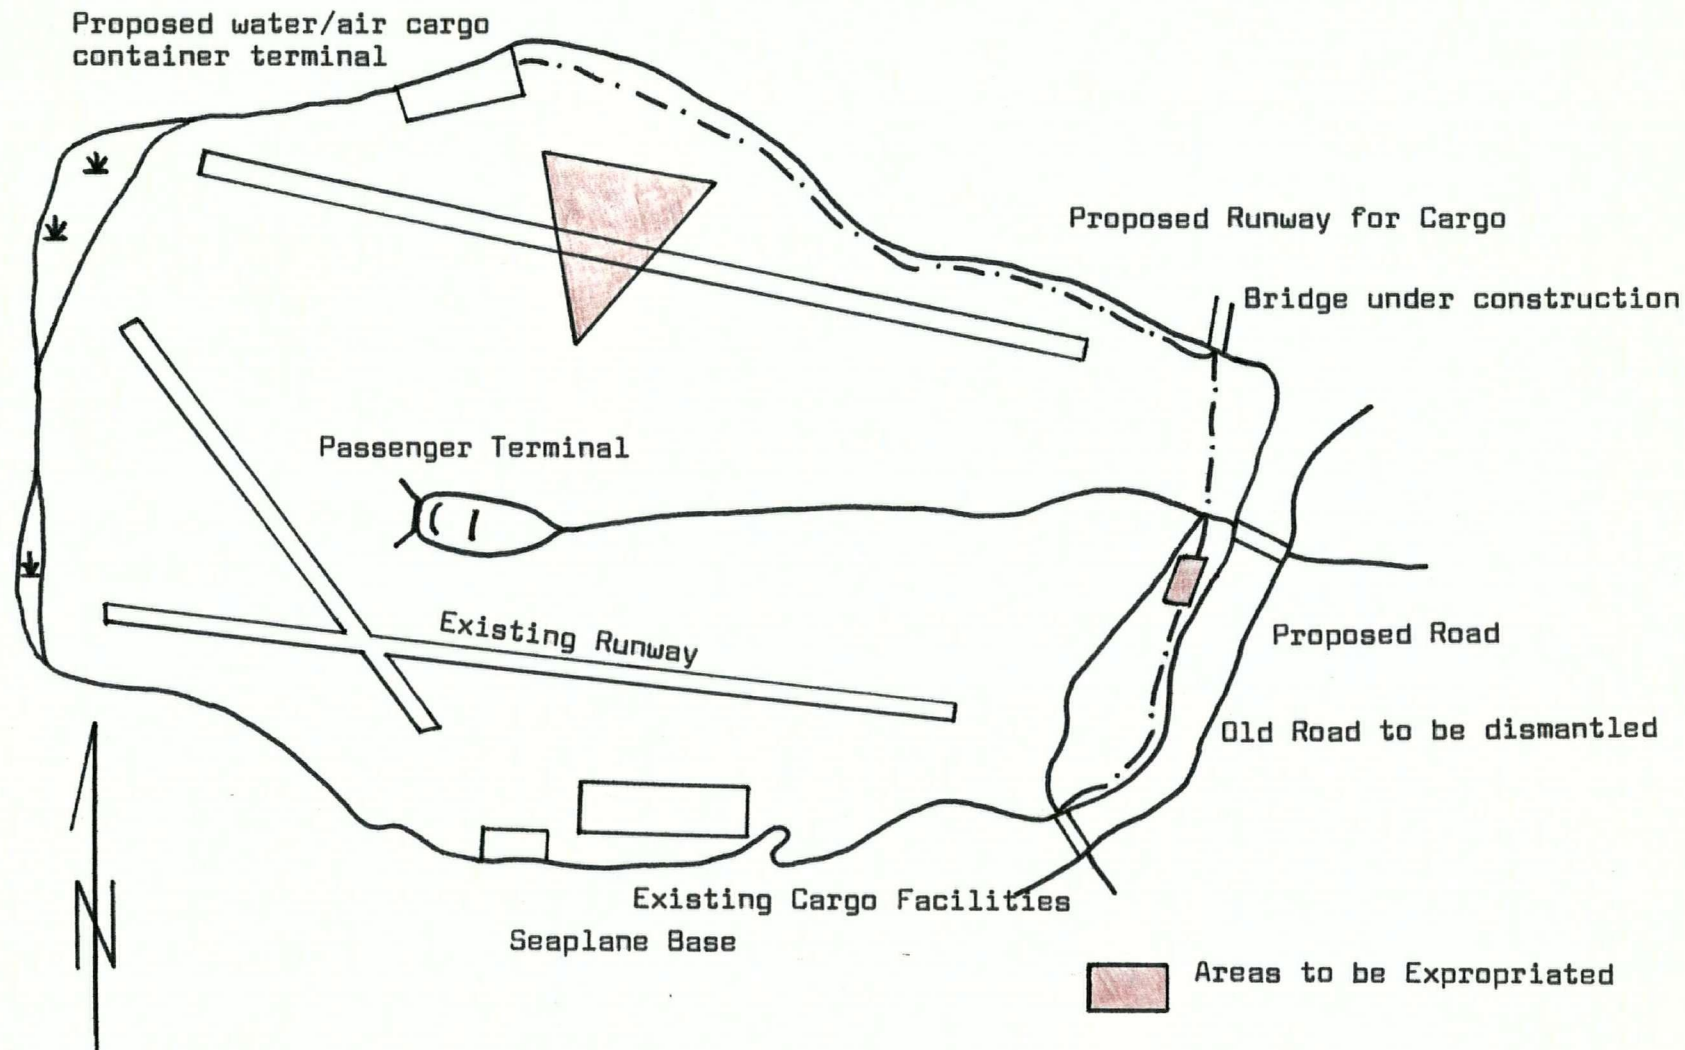 Proposed water/air cargo
container terminal
Proposed Runway for Cargo
Bridge under construction
Passenger Terminal
Existing Runway
Proposed Road
Old Road to be dismantled
Existing Cargo Facilities
Seaplane Base
N
Areas to be Expropriated